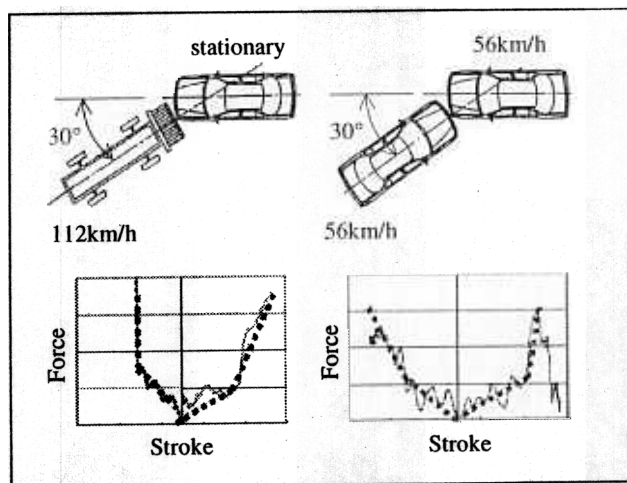 stationary
56km/h
30°
30°
112km/h
56km/h
Force
Stroke
Force
Stroke